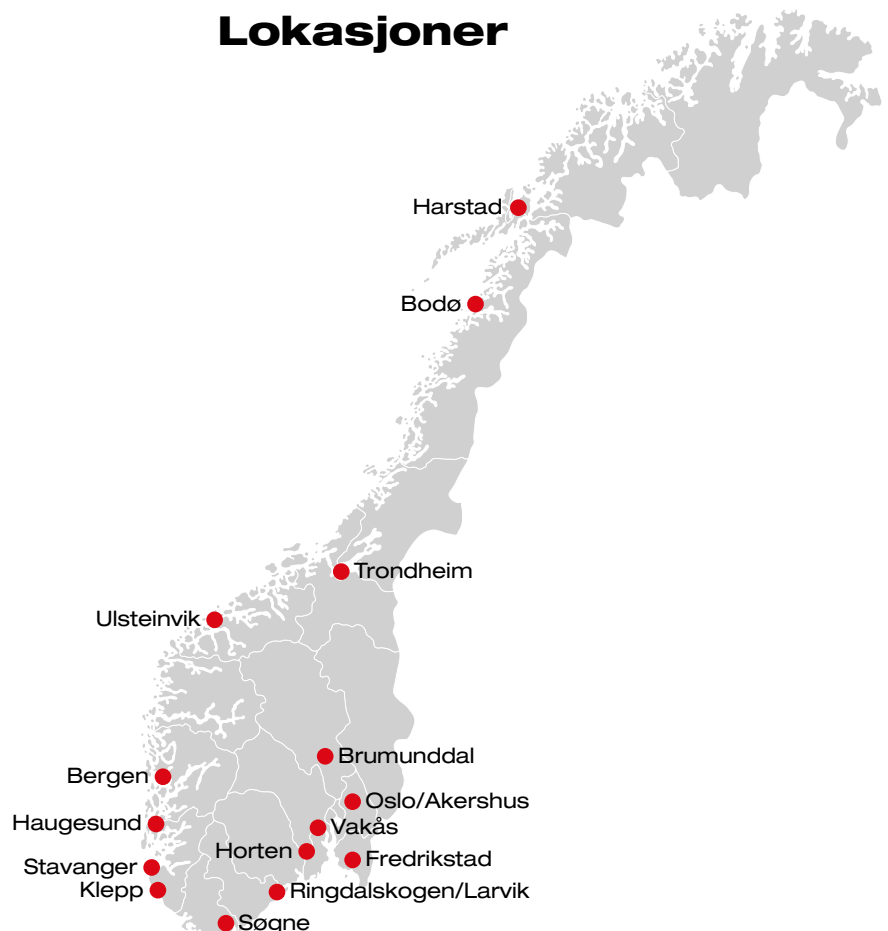 Lokasjoner
Harstad
Bodø
Trondheim
Ulsteinvik
Brumunddal
Bergen
Oslo/Akershus
Haugesund
Vakås
Horten
Fredrikstad
Stavanger
Klepp
Ringdalskogen/Larvik
Søgne